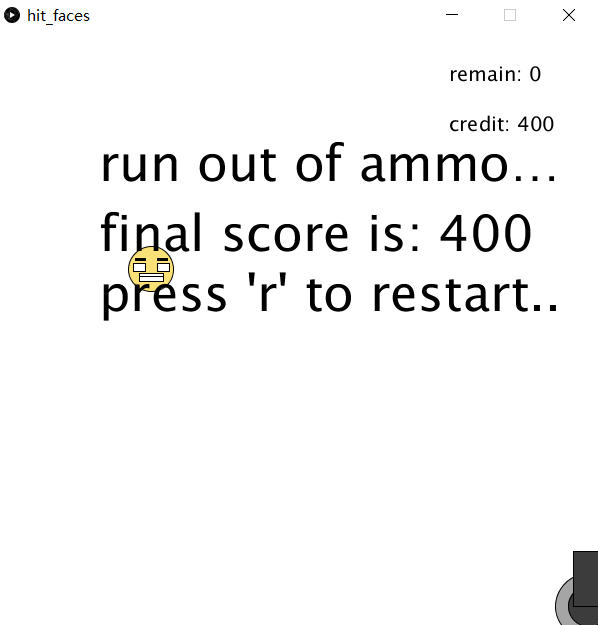 hit_faces
remain: 0
credit: 400
run out of ammo...
final score is: 400
press 'r' to restart..